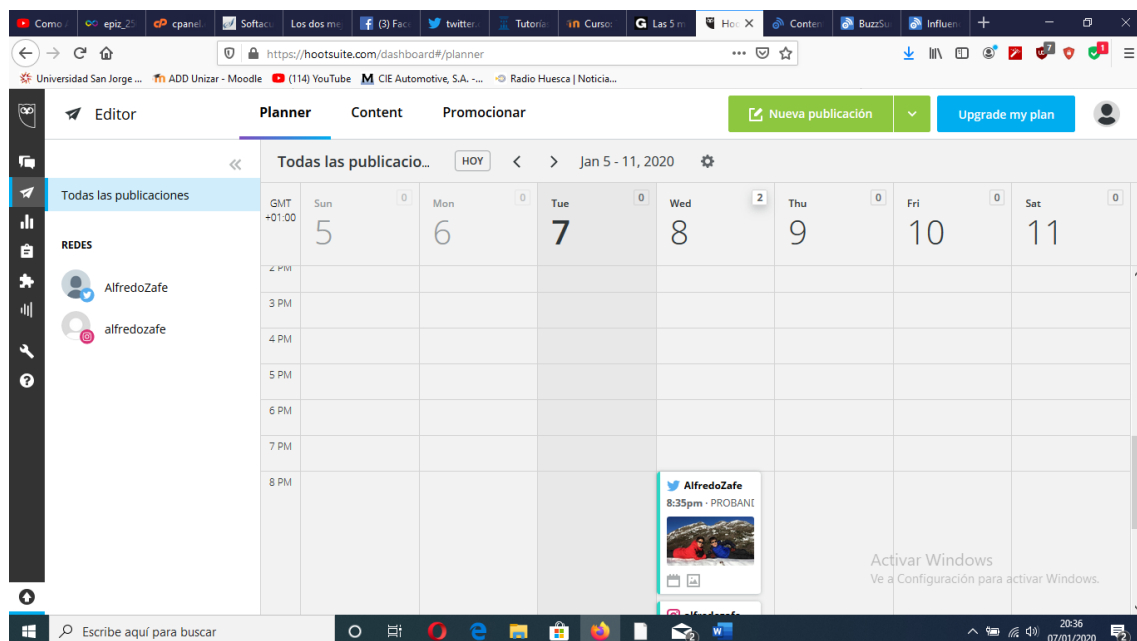 Como
epiz_25
cpanel.
Softacu
Los dos me
(3) Face
twitter.
Tutoría
Curso:
Las 5 m
Hoo
Conten
BuzzSu
Influen
https://hootsuite.com/dashboard#/planner
Universidad San Jorge ...
ADD Unizar - Moodle
(114) YouTube
CIE Automotive, S.A. -...
Radio Huesca | Noticia...
Editor
Planner
Content
Promocionar
Nueva publicación
Upgrade my plan
Todas las publicacio...
HOY
Jan 5 - 11, 2020
Todas las publicaciones
REDES
AlfredoZafe
alfredozafe
GMT
+01:00
Sun
0
5
Mon
0
6
Tue
0
7
Wed
2
8
Thu
0
9
Fri
0
10
Sat
0
11
2 PM
3 PM
4 PM
5 PM
6 PM
7 PM
8 PM
AlfredoZafe
8:35pm · PROBAND
alfredozafe
Activar Windows
Ve a Configuración para activar Windows.
Escribe aquí para buscar
20:36
07/01/2020